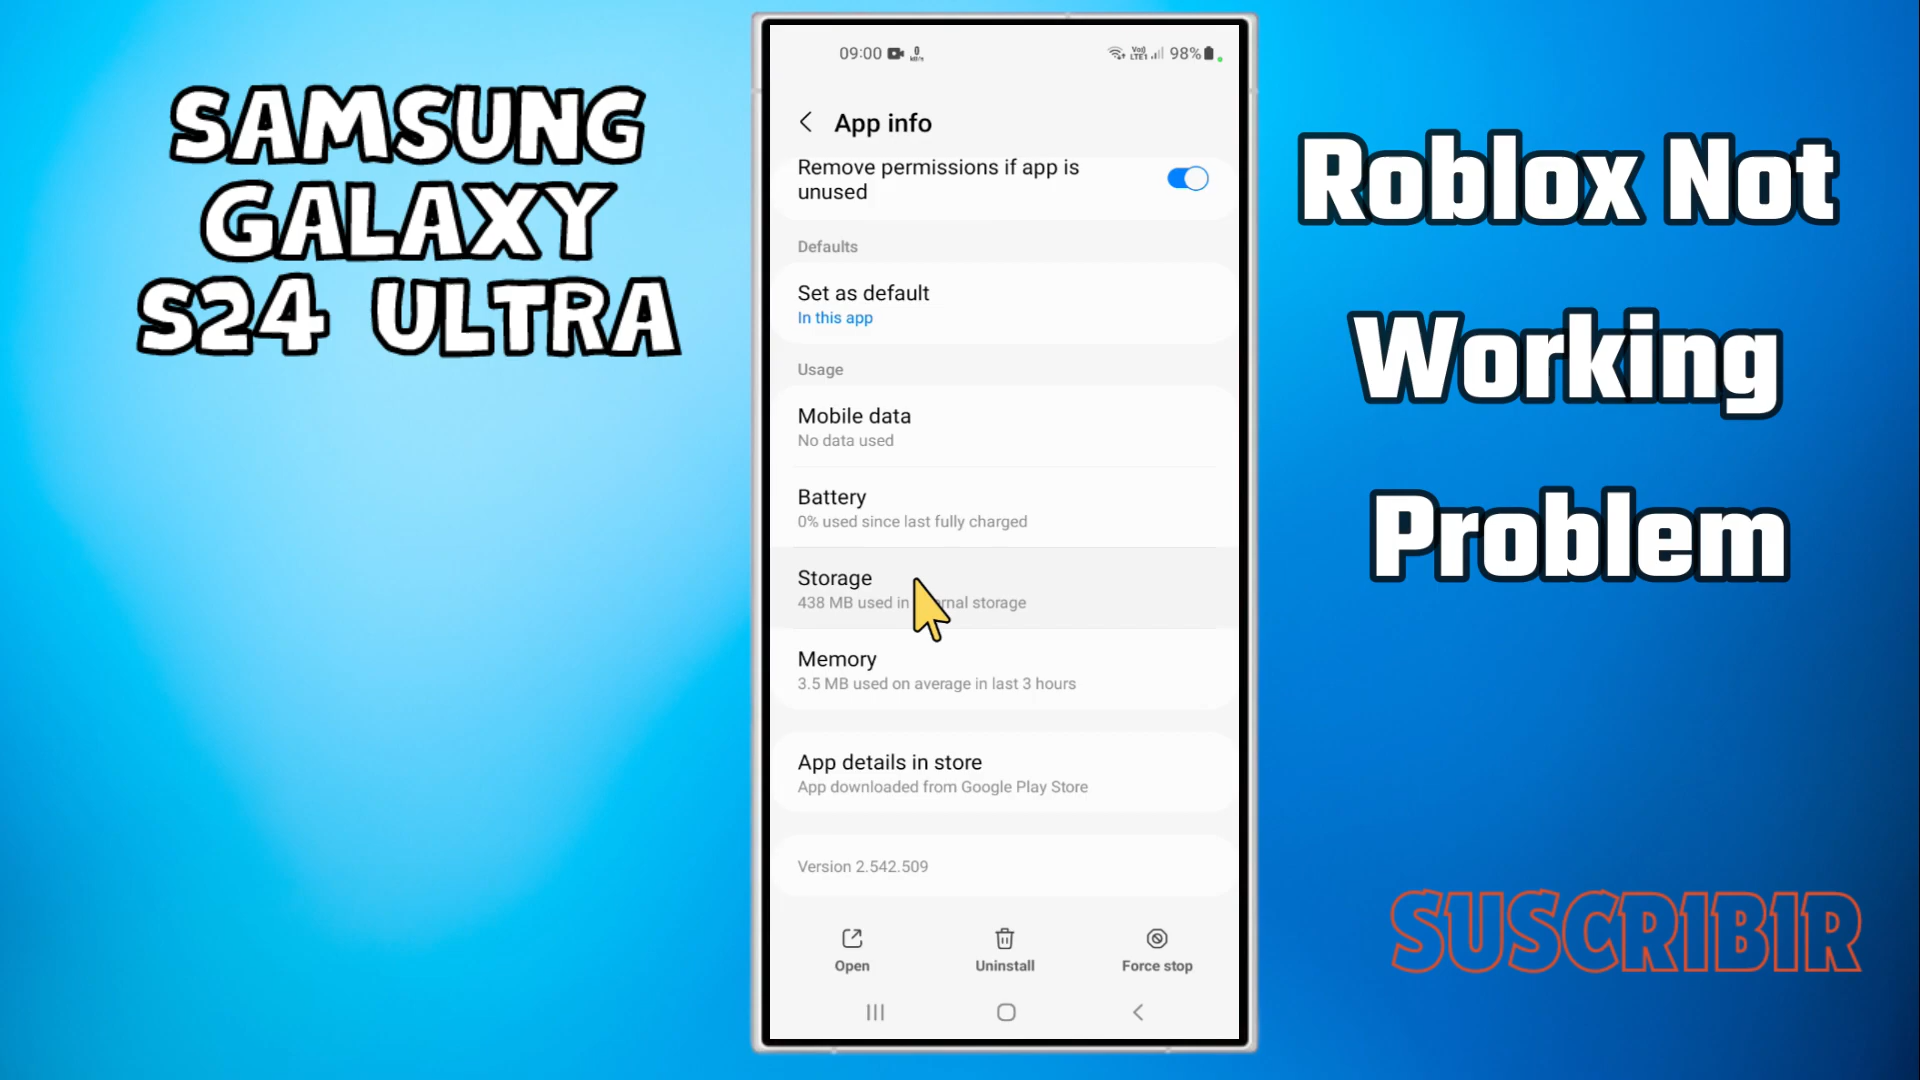 SAMSUNG
GALAXY
S24 ULTRA
09:00
98%
App info
Remove permissions if app is
unused
Defaults
Set as default
In this app
Usage
Mobile data
No data used
Battery
0% used since last fully charged
Storage
438 MB used in
Memory
3.5 MB used on average in last 3 hours
App details in store
App downloaded from Google Play Store
Version 2.542.509
Open
Uninstall
Force stop
Roblox Not
Working
Problem
SUSCRIBIR